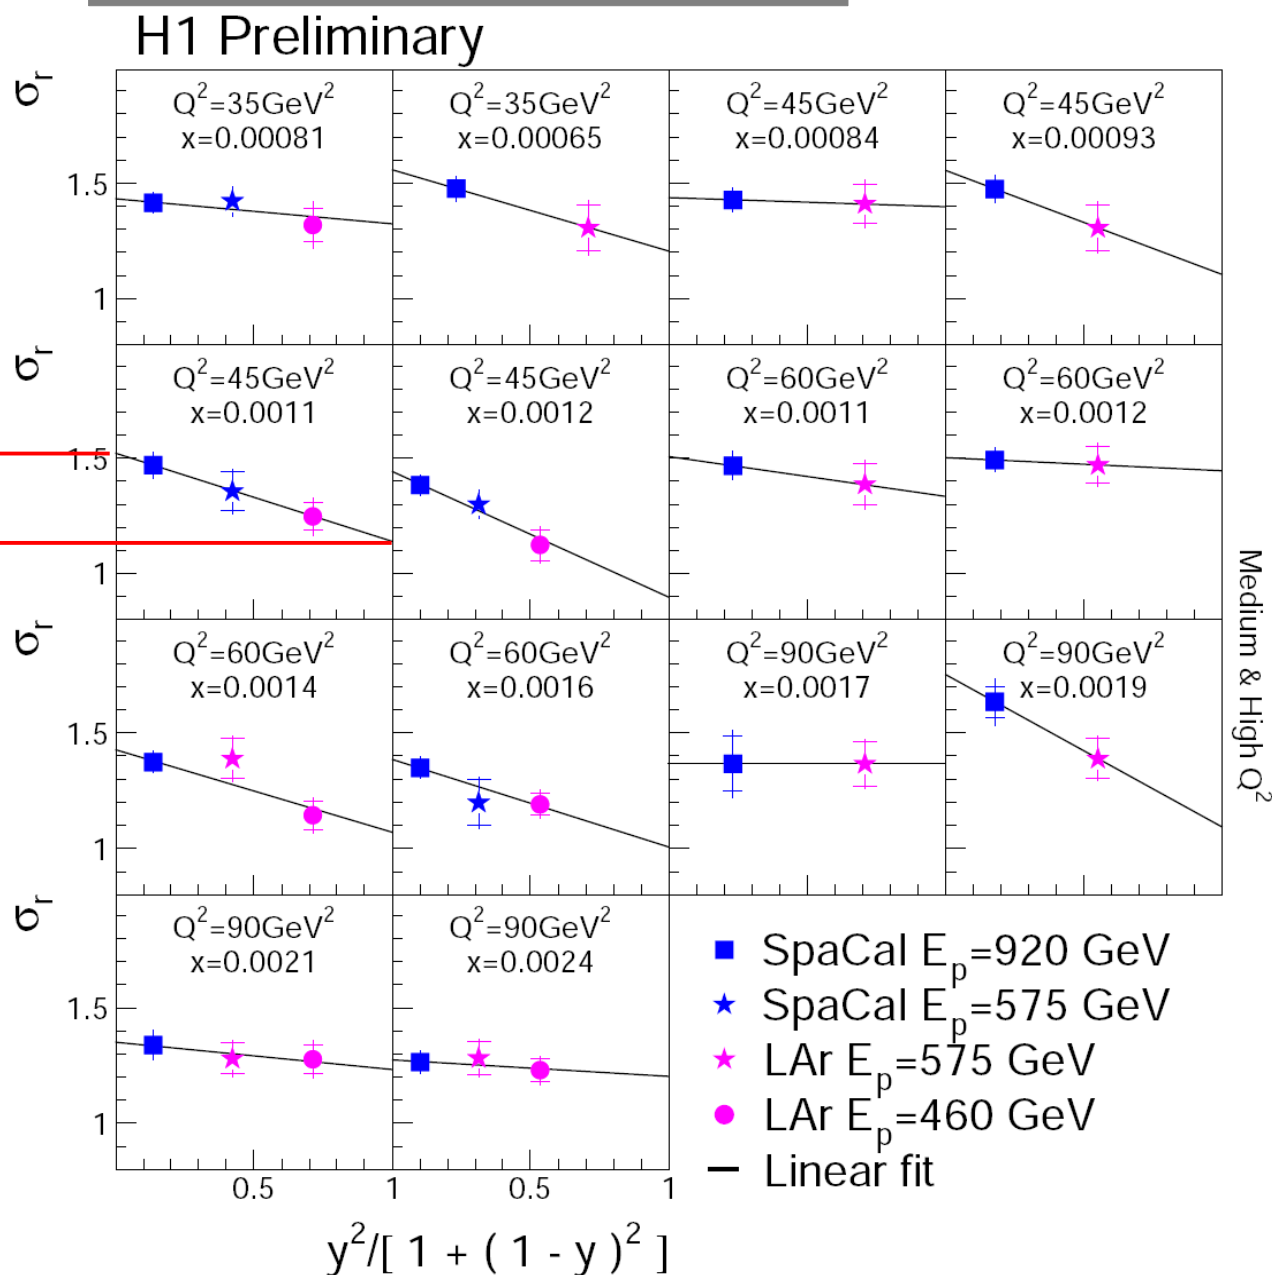 H1 Preliminary
σr
Q²=35GeV²
x=0.00081
Q²=35GeV²
x=0.00065
Q²=45GeV²
x=0.00084
Q²=45GeV²
x=0.00093
1.5
1
σr
Q²=45GeV²
x=0.0011
Q²=45GeV²
x=0.0012
Q²=60GeV²
x=0.0011
Q²=60GeV²
x=0.0012
1.5
1
σr
Q²=60GeV²
x=0.0014
Q²=60GeV²
x=0.0016
Q²=90GeV²
x=0.0017
Q²=90GeV²
x=0.0019
1.5
1
Medium & High Q²
σr
Q²=90GeV²
x=0.0021
Q²=90GeV²
x=0.0024
1.5
1
0.5
1
0.5
1
y²/[ 1 + ( 1 - y )² ]
SpaCal Ep=920 GeV
SpaCal Ep=575 GeV
LAr Ep=575 GeV
LAr Ep=460 GeV
Linear fit